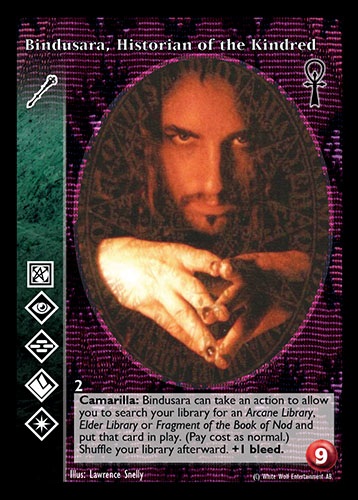 Bindusara, Historian of the Kindred
2
Camarilla: Bindusara can take an action to allow
you to search your library for an Arcane Library,
Elder Library or Fragment of the Book of Nod and
put that card in play. (Pay cost as normal.)
Shuffle your library afterward. +1 bleed.
9
Illus: Lawrence Snelly
(C) White Wolf Entertainment AB.